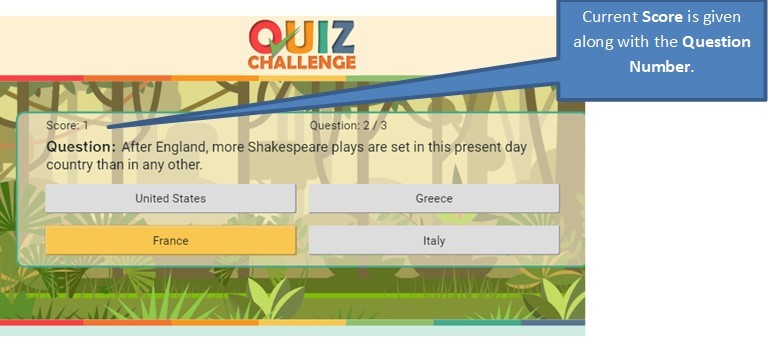 QUIZ
CHALLENGE
Current Score is given
along with the Question
Number.
Score: 1
Question: 2 / 3
Question: After England, more Shakespeare plays are set in this present day
country than in any other.
United States
Greece
France
Italy